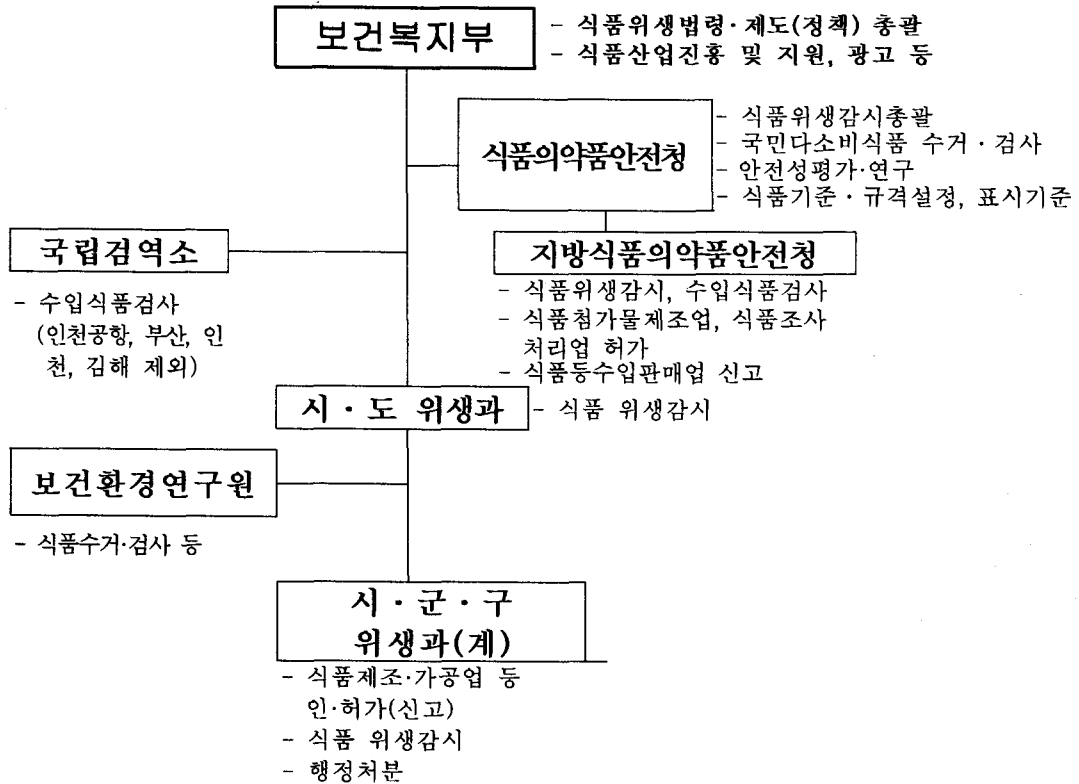 보건복지부
- 식품위생법령·제도(정책) 총괄
- 식품산업진흥 및 지원, 광고 등
식품의약품안전청
- 식품위생감시총괄
- 국민다소비식품 수거·검사
- 안전성평가·연구
- 식품기준·규격설정, 표시기준
국립검역소
- 수입식품검사
(인천공항, 부산, 인
천, 김해 제외)
지방식품의약품안전청
- 식품위생감시, 수입식품검사
- 식품첨가물제조업, 식품조사
처리업 허가
- 식품등수입판매업 신고
시·도 위생과
- 식품 위생감시
보건환경연구원
- 식품수거·검사 등
시·군·구
위생과(계)
- 식품제조·가공업 등
인·허가(신고)
- 식품 위생감시
- 행정처분